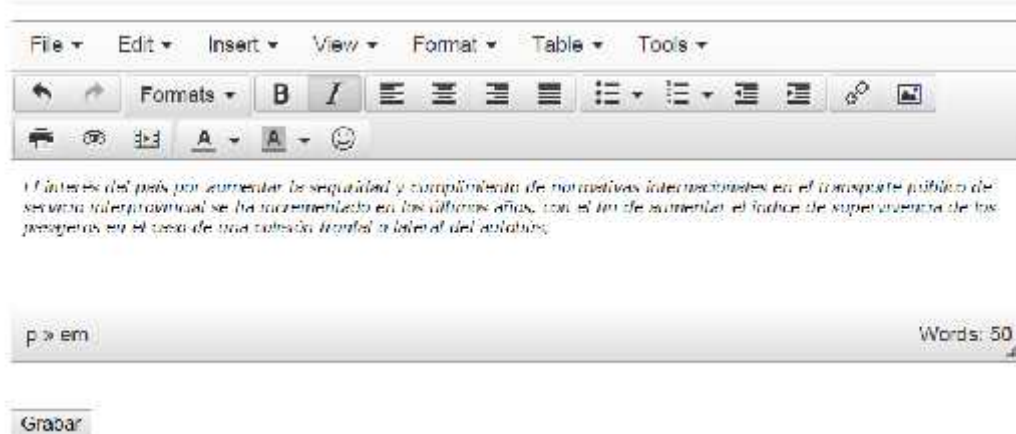 File Edit Insert View Format Table Tools
Formats B I
A A
El interés del país por aumentar la seguridad y cumplimiento de normativas internacionales en el transporte público de
servicio interprovincial se ha incrementado en los últimos años, con el fin de aumentar el índice de supervivencia de los
pasajeros en el caso de una colisión frontal o lateral del autobús,
p » em Words: 50
Grabar